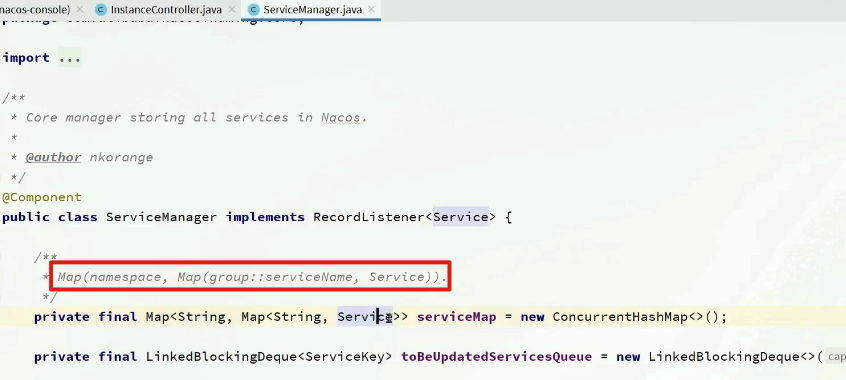 nacos-console) InstanceController.java ServiceManager.java
import ...
/**
* Core manager storing all services in Nacos.
*
* @author nkorange
*/
@Component
public class ServiceManager implements RecordListener<Service> {
/**
* Map(namespace, Map(group::serviceName, Service)).
*/
private final Map<String, Map<String, Service>> serviceMap = new ConcurrentHashMap<>();
private final LinkedBlockingDeque<ServiceKey> toBeUpdatedServicesQueue = new LinkedBlockingDeque<>( cap